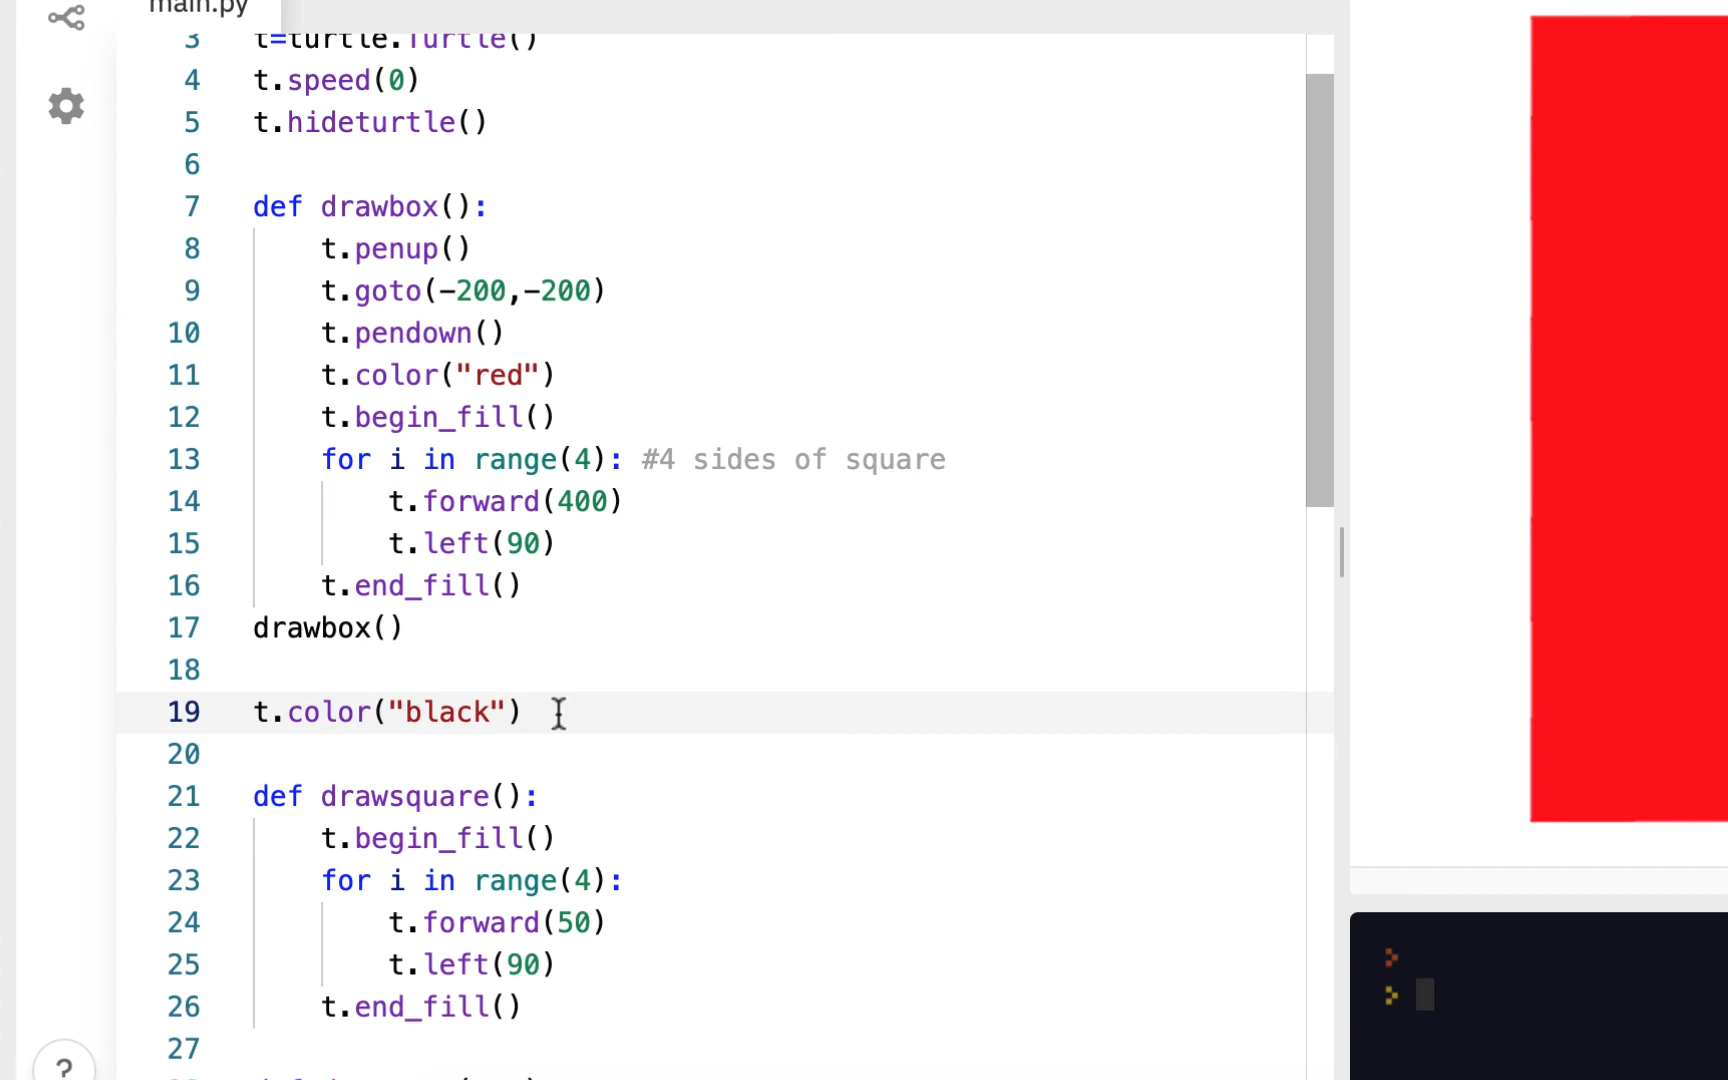 main.py
3 t=turtle.Turtle()
4 t.speed(0)
5 t.hideturtle()
6
7 def drawbox():
8 t.penup()
9 t.goto(-200,-200)
10 t.pendown()
11 t.color("red")
12 t.begin_fill()
13 for i in range(4): #4 sides of square
14 t.forward(400)
15 t.left(90)
16 t.end_fill()
17 drawbox()
18
19 t.color("black")
20
21 def drawsquare():
22 t.begin_fill()
23 for i in range(4):
24 t.forward(50)
25 t.left(90)
26 t.end_fill()
27
?
>
>